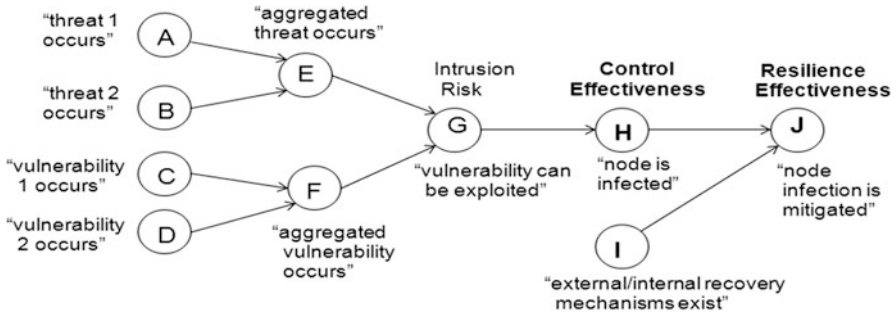 “threat 1
occurs”
A
“aggregated
threat occurs”
E
“threat 2
occurs”
B
Intrusion
Risk
G
“vulnerability can
be exploited”
Control
Effectiveness
H
“node is
infected”
Resilience
Effectiveness
J
“node
infection is
mitigated”
“vulnerability
1 occurs”
C
F
“vulnerability
2 occurs”
D
“aggregated
vulnerability
occurs”
I
“external/internal recovery
mechanisms exist”